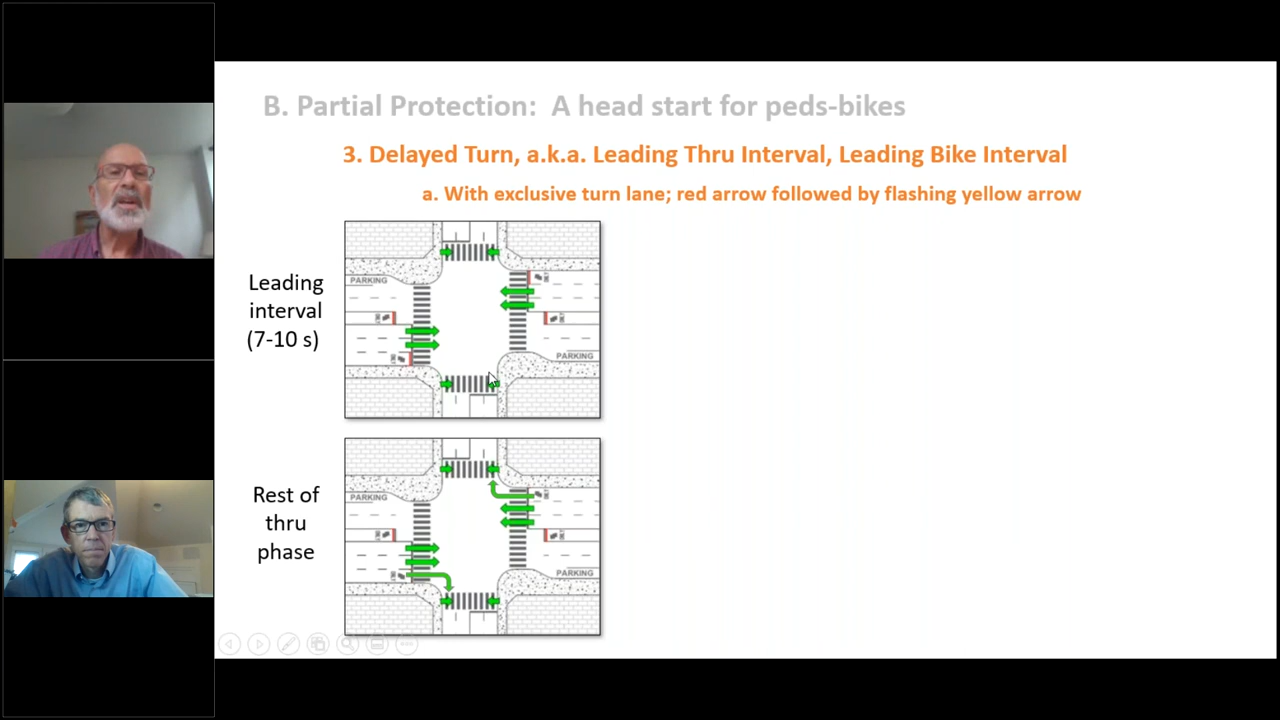 B. Partial Protection:  A head start for peds-bikes
3. Delayed Turn, a.k.a. Leading Thru Interval, Leading Bike Interval
a. With exclusive turn lane; red arrow followed by flashing yellow arrow
Leading
interval
(7-10 s)
PARKING
PARKING
Rest of
thru
phase
PARKING
PARKING